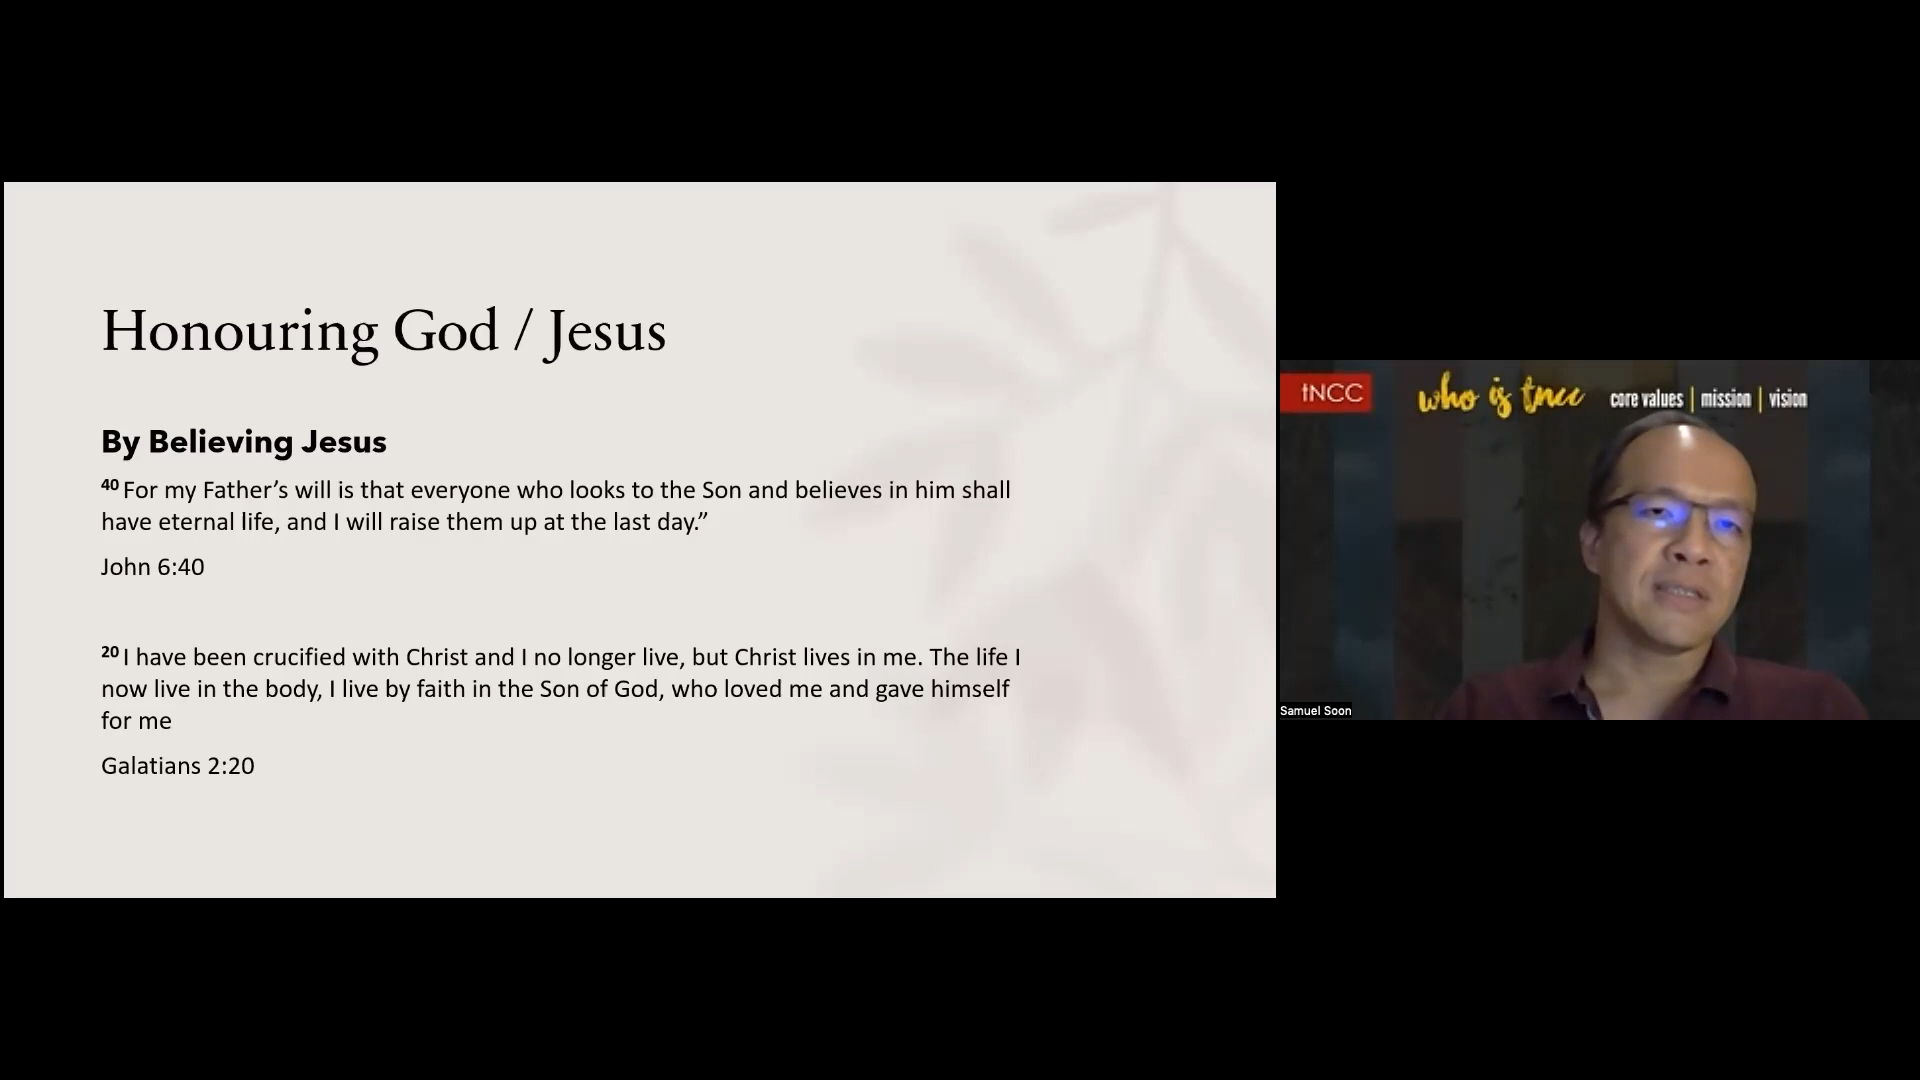 Honouring God / Jesus
By Believing Jesus
40 For my Father’s will is that everyone who looks to the Son and believes in him shall
have eternal life, and I will raise them up at the last day.”
John 6:40
20 I have been crucified with Christ and I no longer live, but Christ lives in me. The life I
now live in the body, I live by faith in the Son of God, who loved me and gave himself
for me
Galatians 2:20
tNCC
who is tncc
core values | mission | vision
Samuel Soon